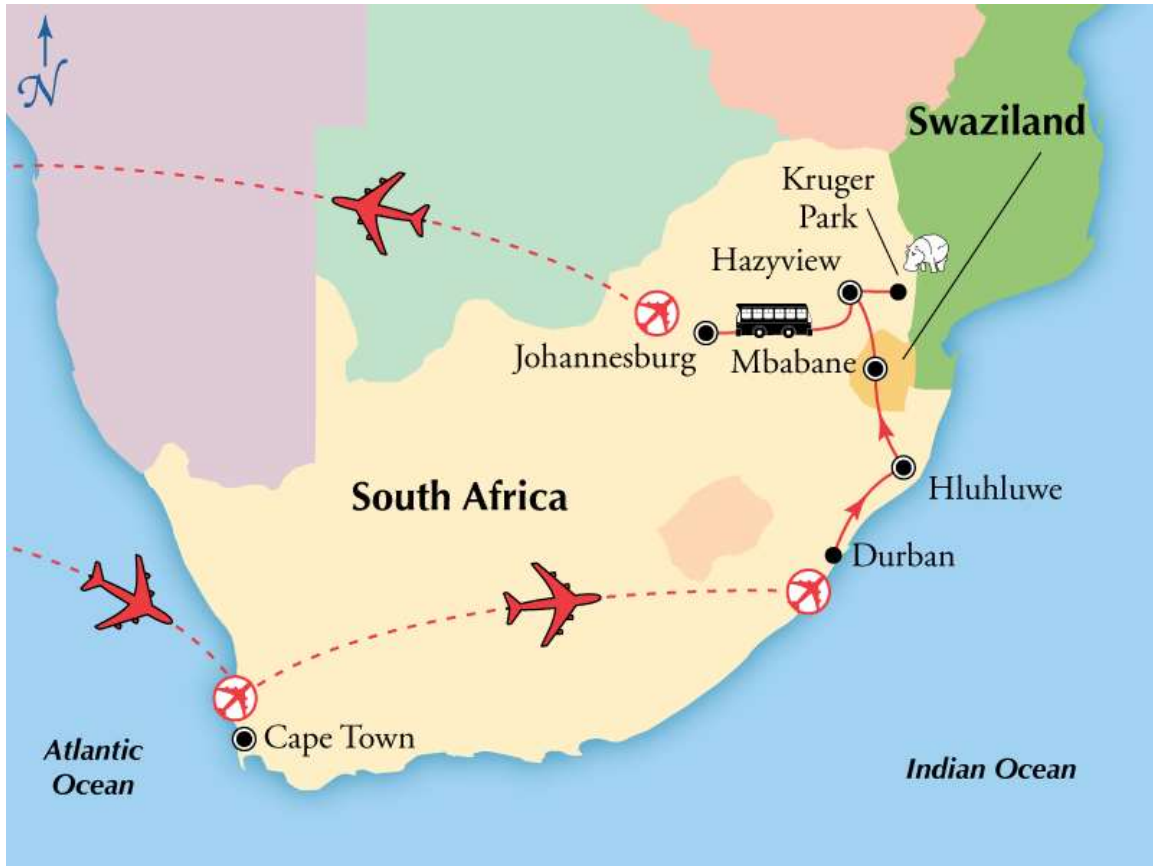 N
Swaziland
Kruger
Park
Hazyview
Johannesburg
Mbabane
South Africa
Hluhluwe
Durban
Cape Town
Atlantic
Ocean
Indian Ocean